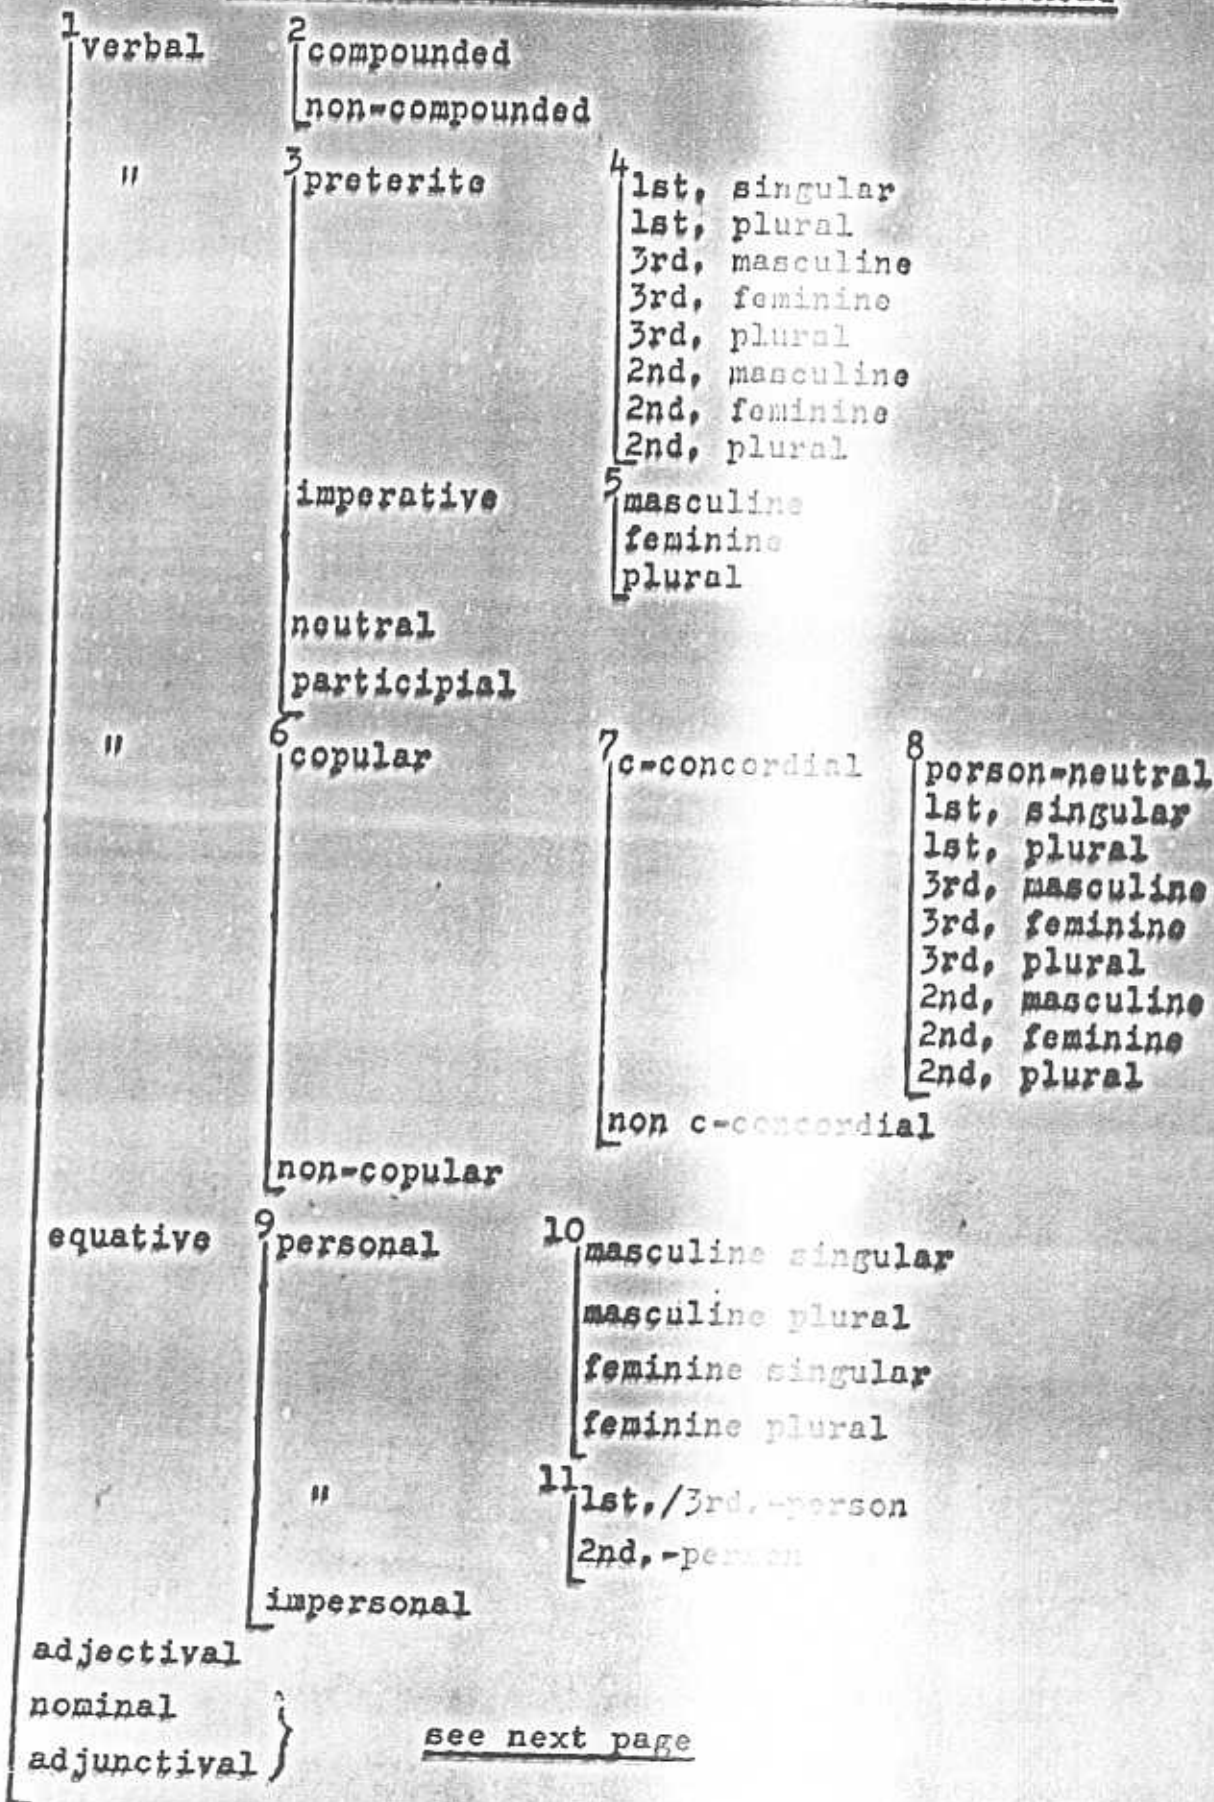 1 verbal 2 compounded
non-compounded
" 3 preterite 4 1st, singular
1st, plural
3rd, masculine
3rd, feminine
3rd, plural
2nd, masculine
2nd, feminine
2nd, plural
imperative 5 masculine
feminine
plural
neutral
participial
" 6 copular 7 c-concordial 8 person-neutral
1st, singular
1st, plural
3rd, masculine
3rd, feminine
3rd, plural
2nd, masculine
2nd, feminine
2nd, plural
non c-concordial
non-copular
equative 9 personal 10 masculine singular
masculine plural
feminine singular
feminine plural
" 11 1st,/3rd,-person
2nd,-person
impersonal
adjectival
nominal
adjunctival } see next page